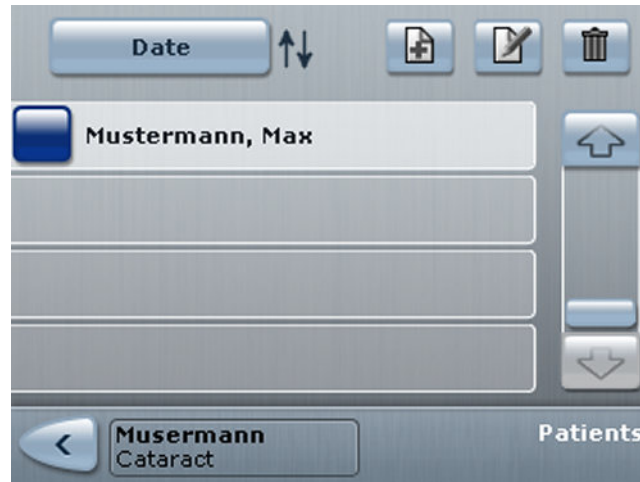 Date
Mustermann, Max
Musermann
Cataract
Patients